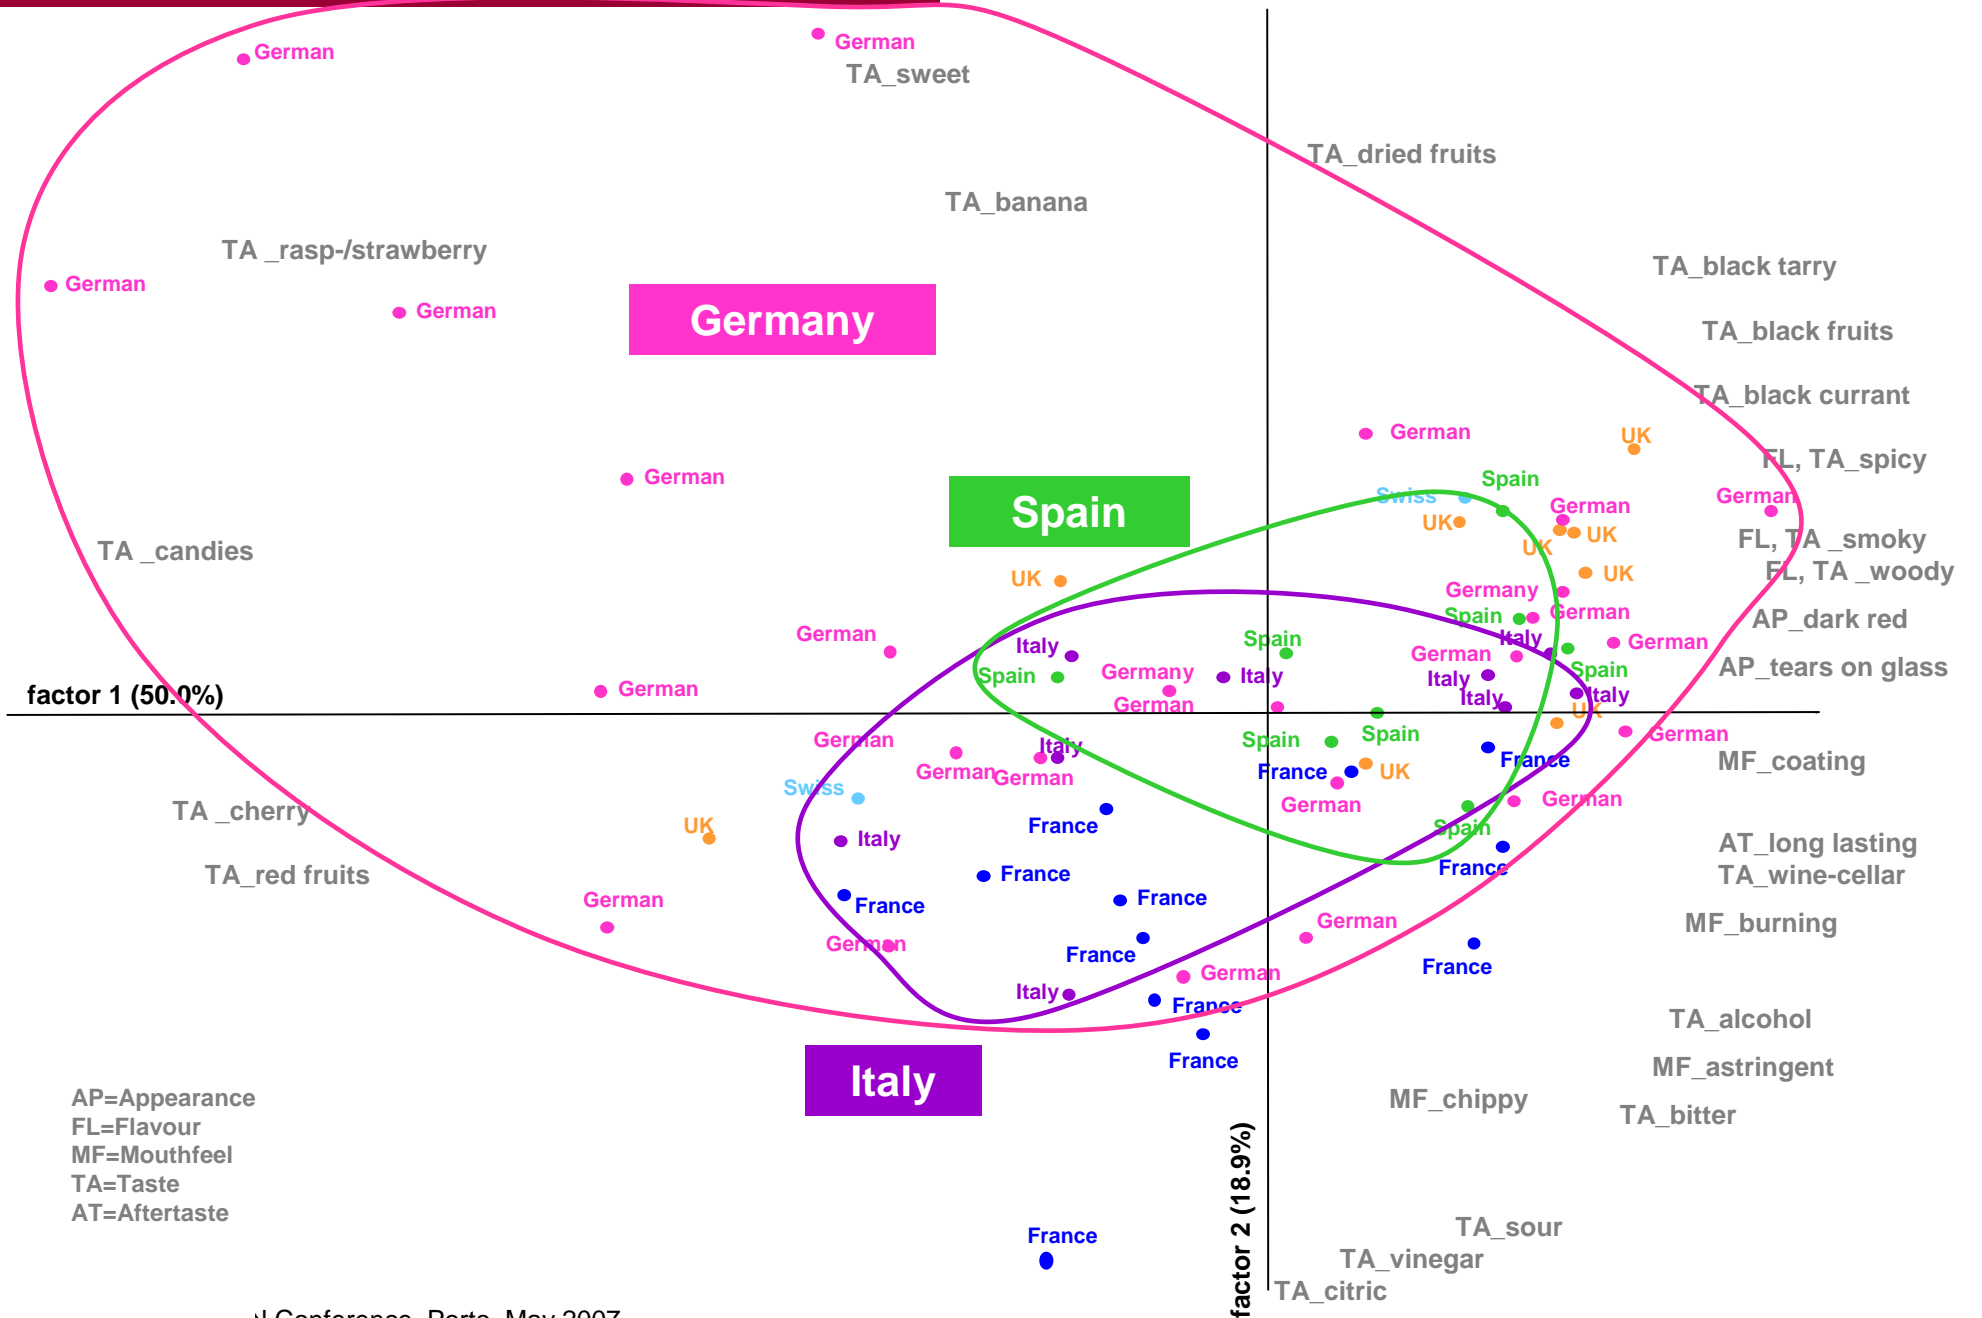 German
German
TA_sweet
TA_dried fruits
TA_banana
TA _rasp-/strawberry
TA_black tarry
German
German
Germany
TA_black fruits
TA_black currant
German
UK
FL, TA_spicy
German
Spain
Swiss
German
German
Spain
UK
UK
UK
FL, TA _smoky
TA _candies
UK
UK
FL, TA _woody
Germany
German
Spain
AP_dark red
German
Italy
Spain
Italy
German
German
AP_tears on glass
Spain
Germany
Italy
Italy
Spain
factor 1 (50.0%)
German
German
Italy
Italy
UK
German
Spain
Spain
German
Italy
France
MF_coating
German
German
France
UK
Swiss
German
German
TA _cherry
UK
France
Spain
Italy
AT_long lasting
France
TA_red fruits
France
TA_wine-cellar
German
France
France
German
MF_burning
German
France
France
German
Italy
France
TA_alcohol
France
MF_astringent
Italy
AP=Appearance
MF_chippy
TA_bitter
FL=Flavour
MF=Mouthfeel
TA=Taste
AT=Aftertaste
factor 2 (18.9%)
France
TA_sour
TA_vinegar
TA_citric
Conference, Porto, May 2007